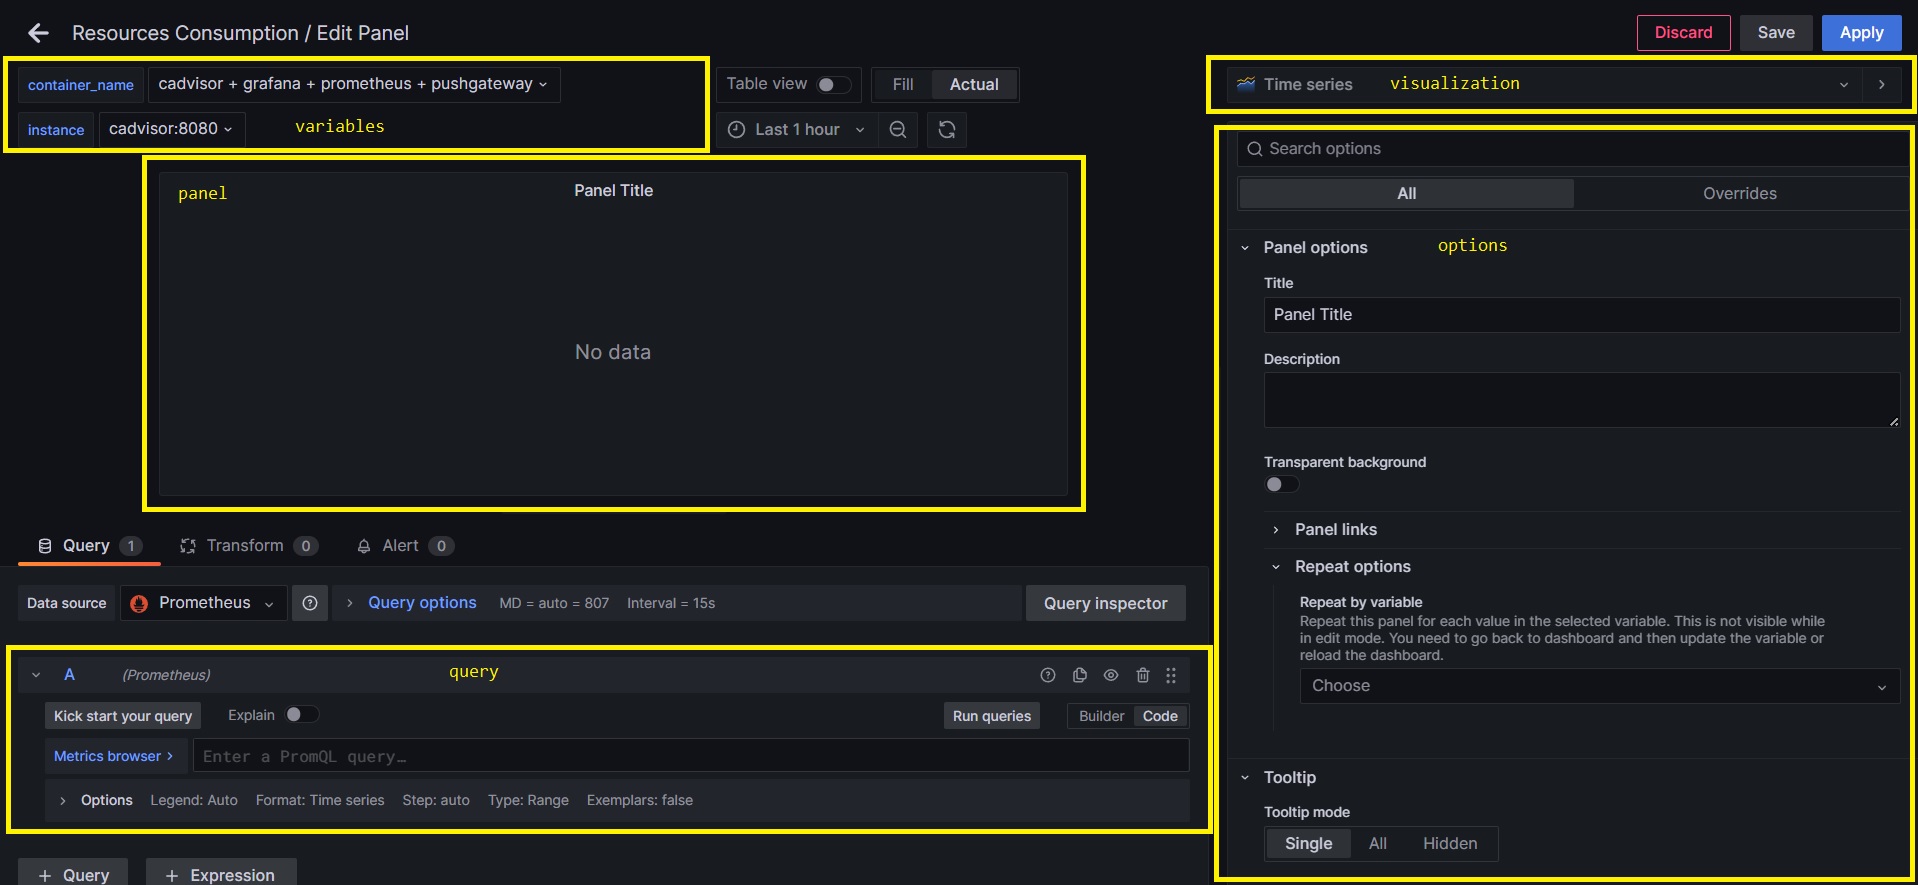 Resources Consumption / Edit Panel
Discard Save Apply
container_name cadvisor + grafana + prometheus + pushgateway
Table view Fill Actual
Time series visualization
instance cadvisor:8080 variables
Last 1 hour
Search options
panel Panel Title
All Overrides
Panel options options
Title
Panel Title
No data
Description
Transparent background
Panel links
Query 1 Transform 0 Alert 0
Repeat options
Data source Prometheus Query options MD = auto = 807 Interval = 15s Query inspector
Repeat by variable
Repeat this panel for each value in the selected variable. This is not visible while
in edit mode. You need to go back to dashboard and then update the variable or
reload the dashboard.
Choose
A (Prometheus) query
Kick start your query Explain Run queries Builder Code
Metrics browser > Enter a PromQL query…
Options Legend: Auto Format: Time series Step: auto Type: Range Exemplars: false
Tooltip
Tooltip mode
Single All Hidden
+ Query + Expression